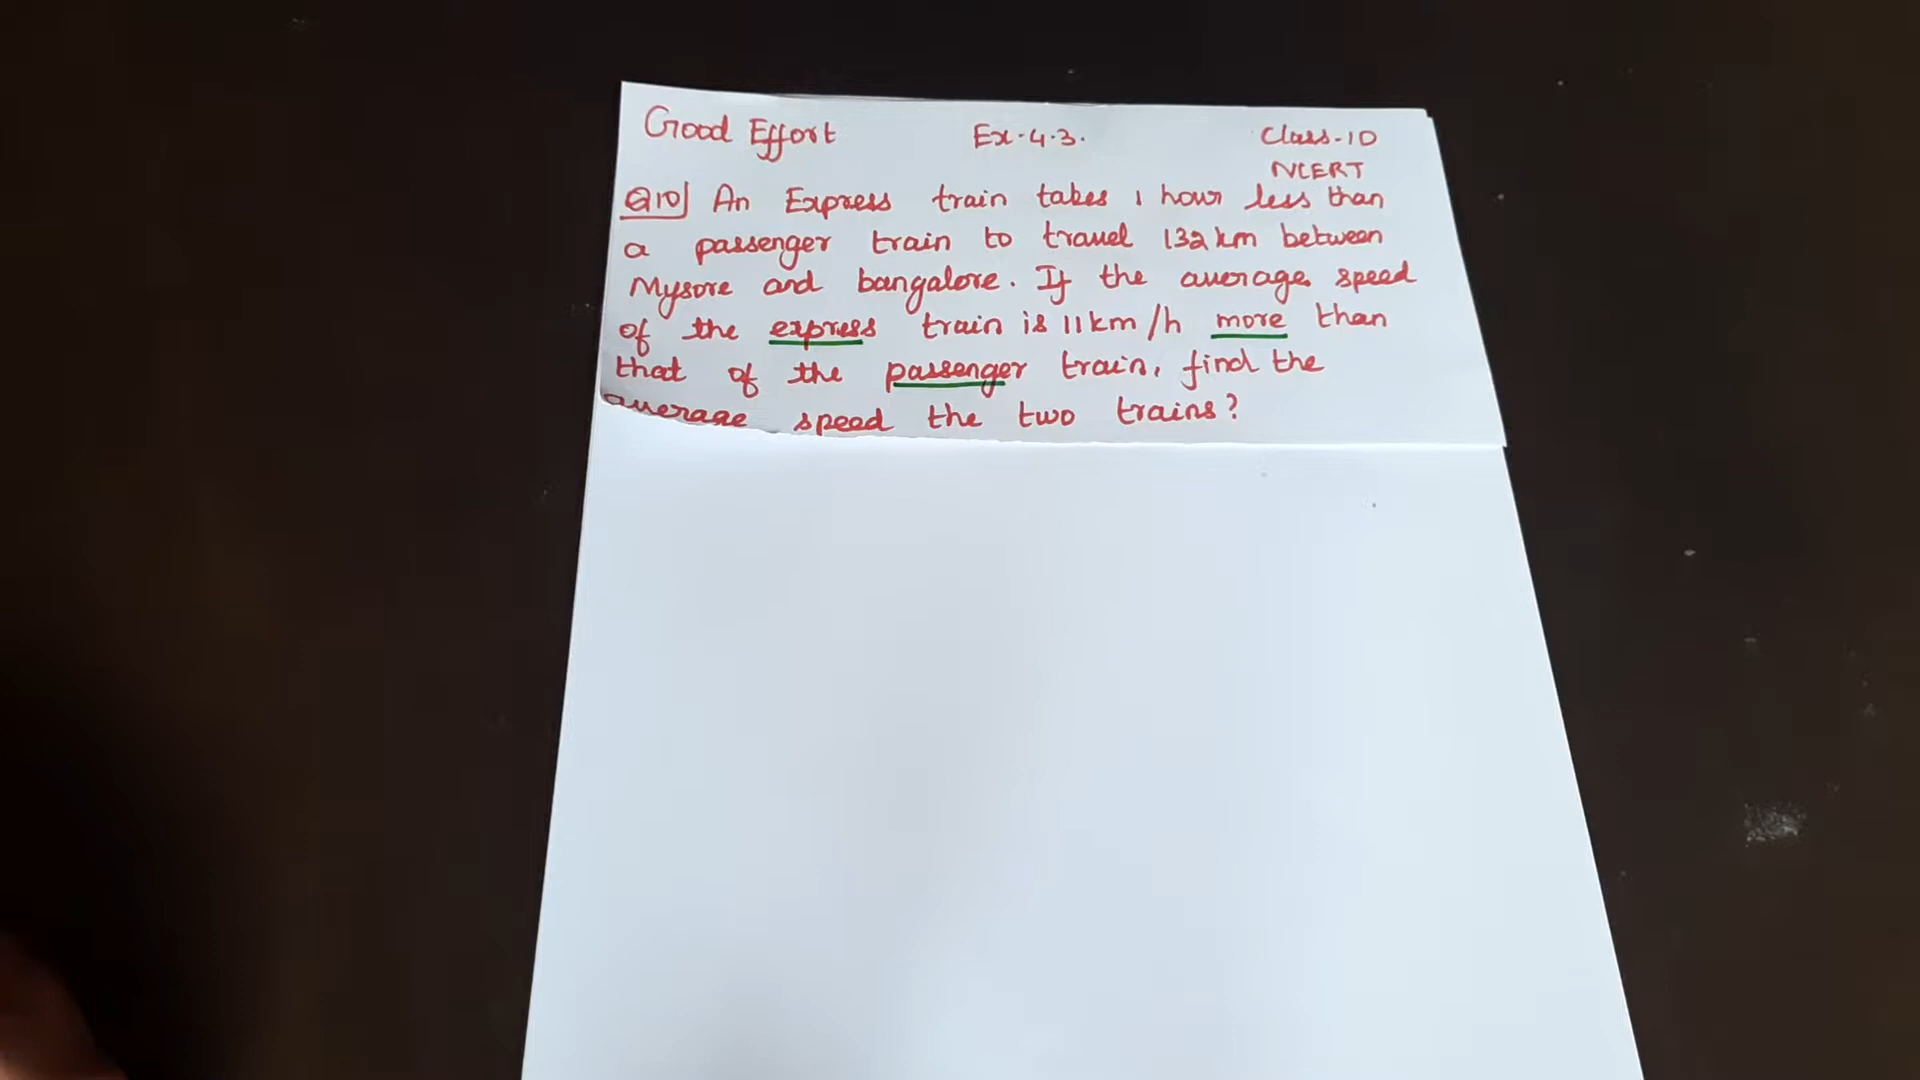 Good Effort Ex-4.3. Class-10
NCERT
Q10] An Express train takes 1 hour less than
a passenger train to travel 132 km between
Mysore and bangalore. If the average speed
of the express train is 11 km/h more than
that of the passenger train, find the
average speed the two trains?